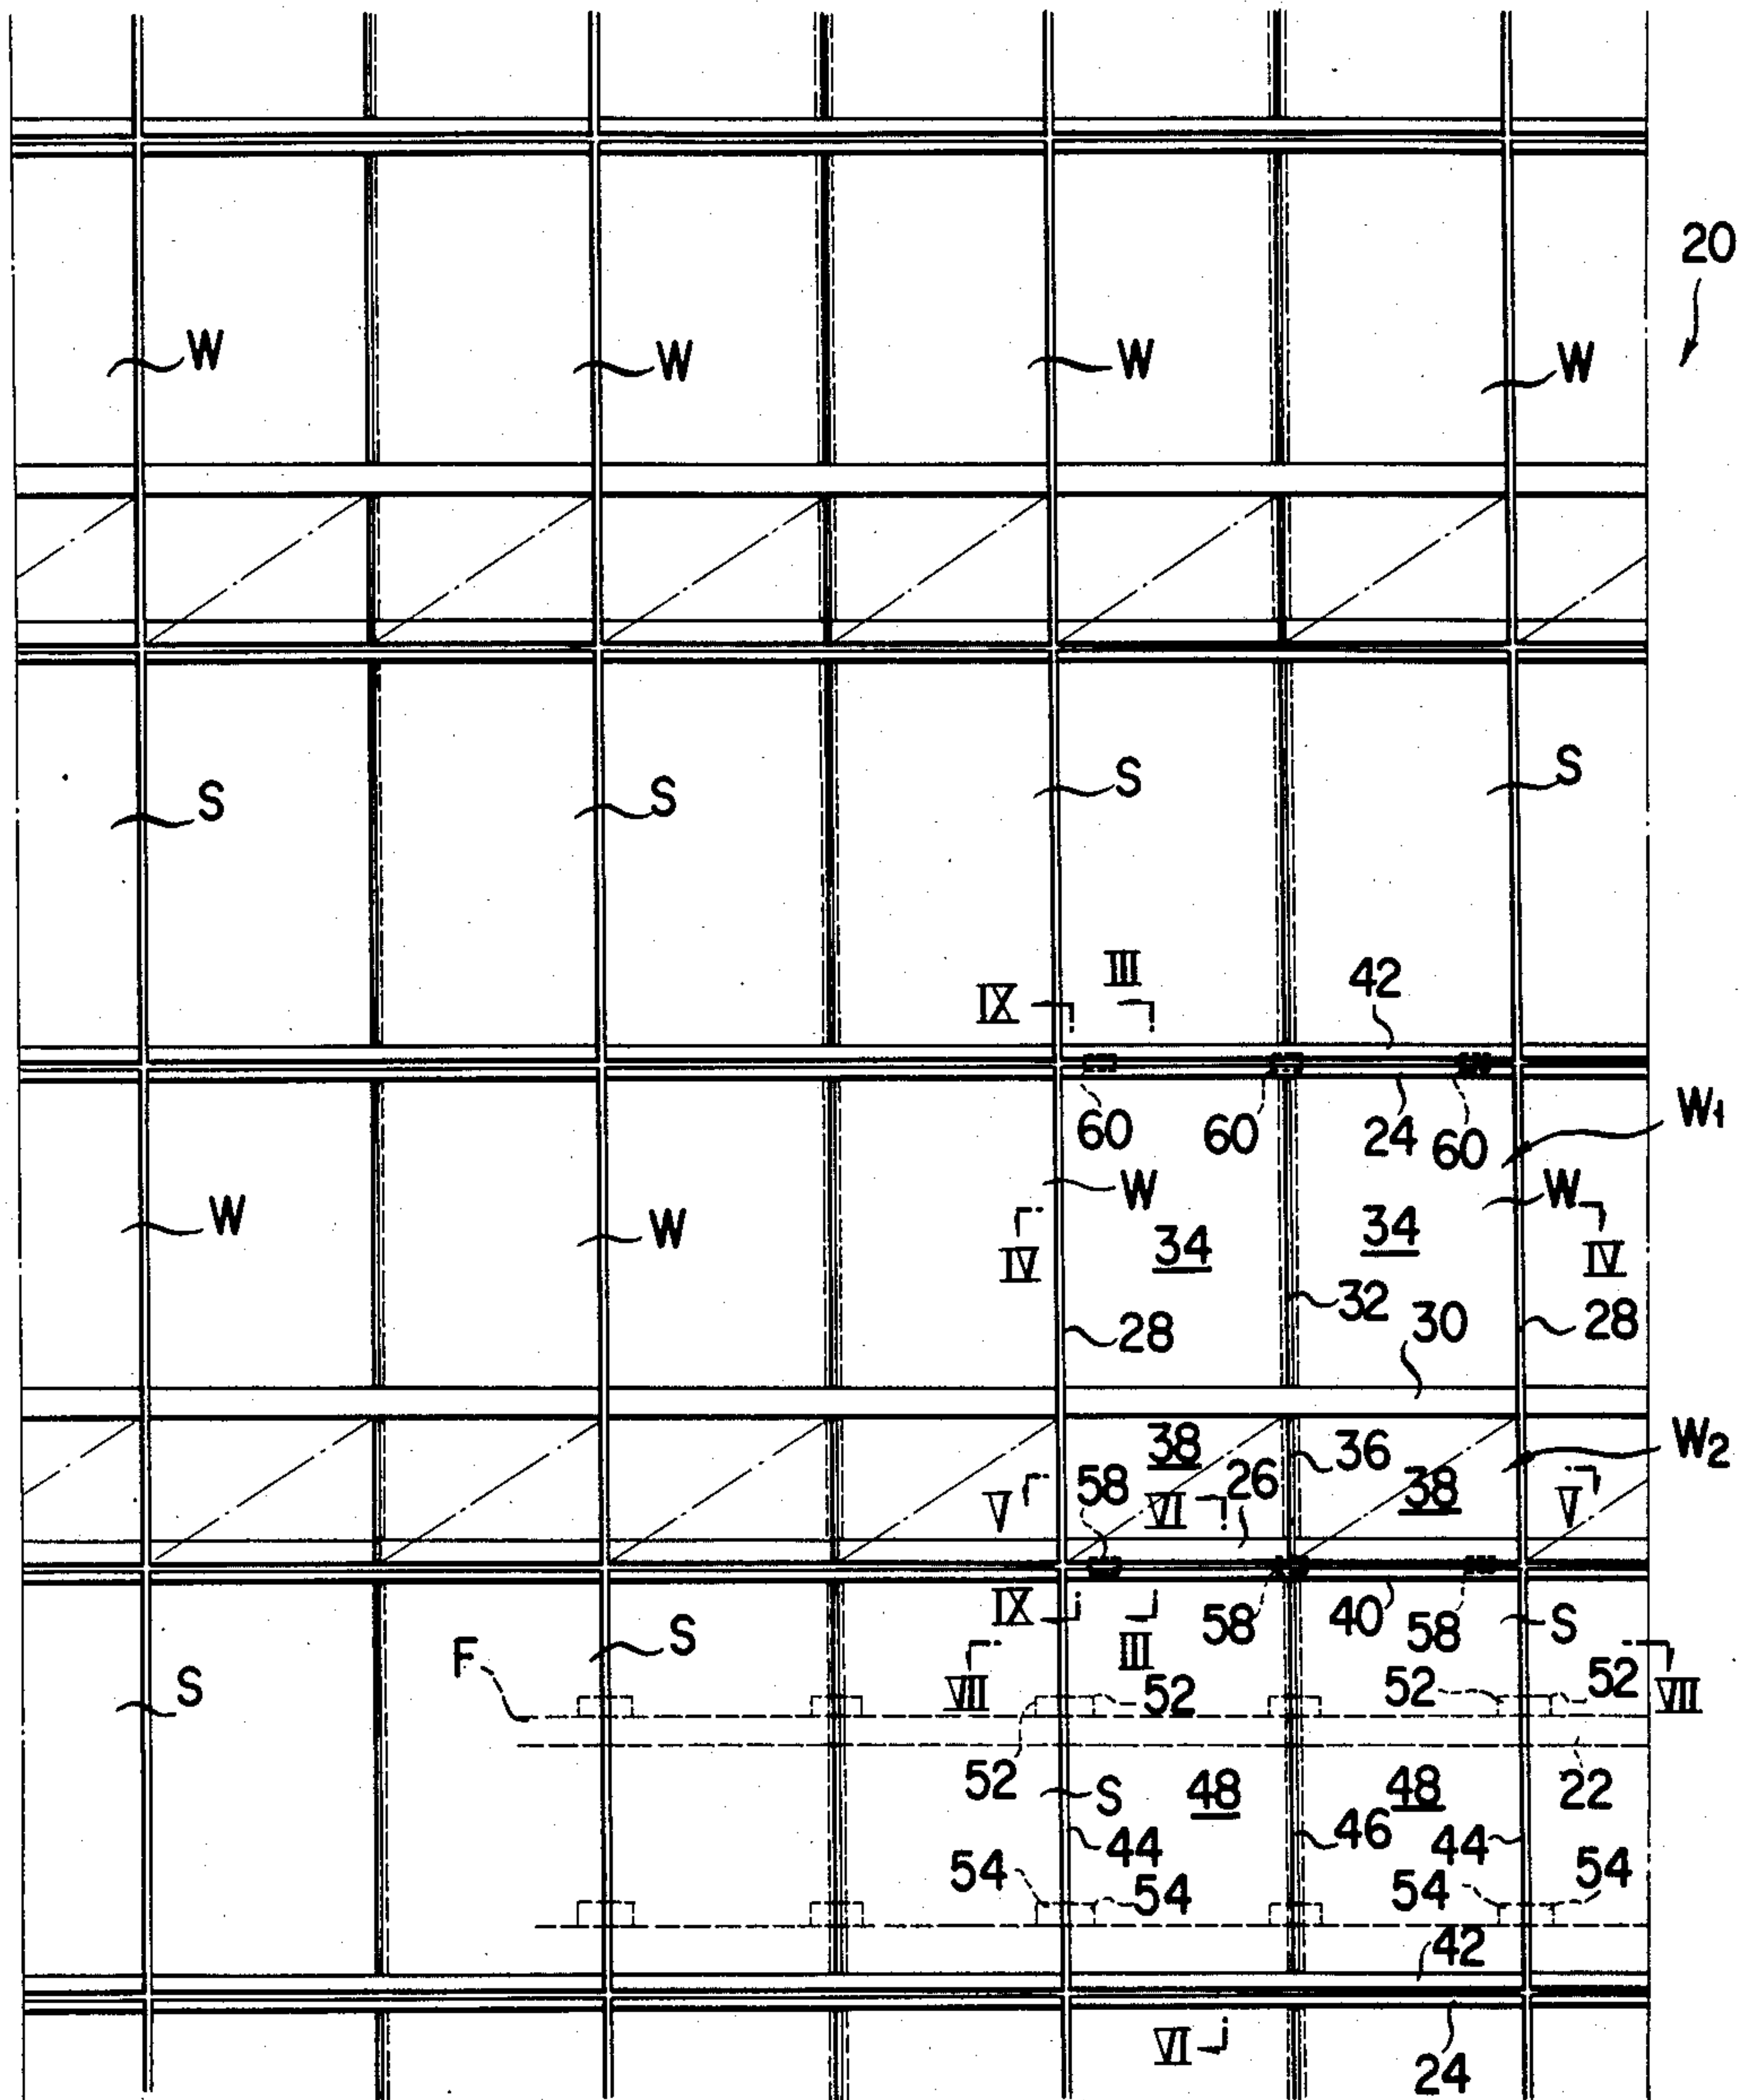 20
W W W W
S S S S
IX III 42
60 60 24 60 W1
W W W W
IV 34 34 IV
28 32 30 28
38 36 W2
V 58 VI 26 38 V
IX III 58 40 58 S
F S VII 52 52 52 VII
S
52 S 48 48 22
44 46 44
54 54 54 54
42
VI 24